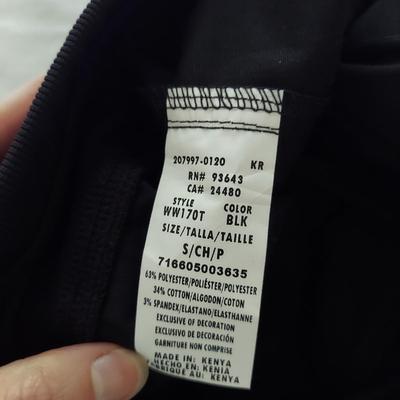 207997-0120 KR
RN# 93643
CA# 24480
STYLE COLOR
WW170T BLK
SIZE/TALLA/TAILLE
S/CH/P
716605003635
63% POLYESTER/POLIÉSTER/POLYESTER
34% COTTON/ALGODON/COTON
3% SPANDEX/ELASTANO/ELASTHANNE
EXCLUSIVE OF DECORATION
EXCLUSIVO DE DECORACIÓN
GARNITURE NON COMPRISE
MADE IN: KENYA
HECHO EN: KENIA
FABRIQUE AU: KENYA